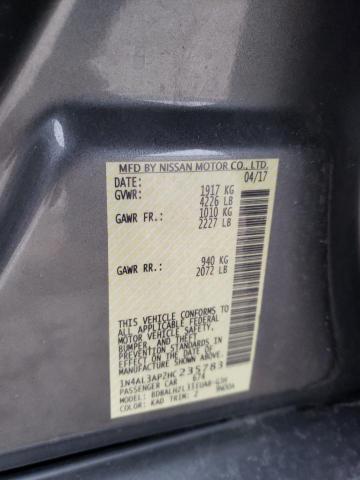 MFD BY NISSAN MOTOR CO., LTD.
DATE: 04/17
GVWR: 1917 KG
4226 LB
GAWR FR.: 1010 KG
2227 LB
GAWR RR.: 940 KG
2072 LB
THIS VEHICLE CONFORMS TO
ALL APPLICABLE FEDERAL
MOTOR VEHICLE SAFETY,
BUMPER, AND THEFT
PREVENTION STANDARDS IN
EFFECT ON THE DATE OF
MANUFACTURE SHOWN ABOVE.
1N4AL3AP2HC235783
PASSENGER CAR 674
MODEL:
COLOR: KAD TRIM: Z